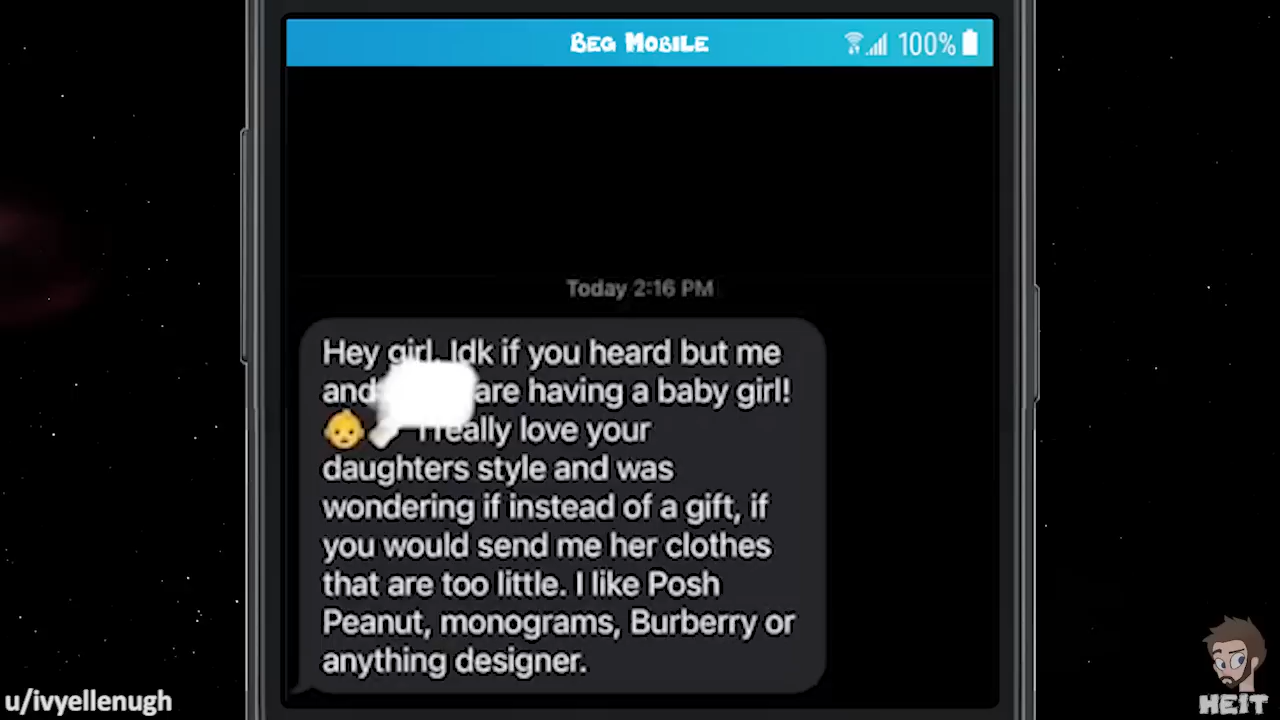 Beg Mobile
100%
Today 2:16 PM
Hey girl. Idk if you heard but me
and are having a baby girl!
I really love your
daughters style and was
wondering if instead of a gift, if
you would send me her clothes
that are too little. I like Posh
Peanut, monograms, Burberry or
anything designer.
u/ivyellenugh
HEIT